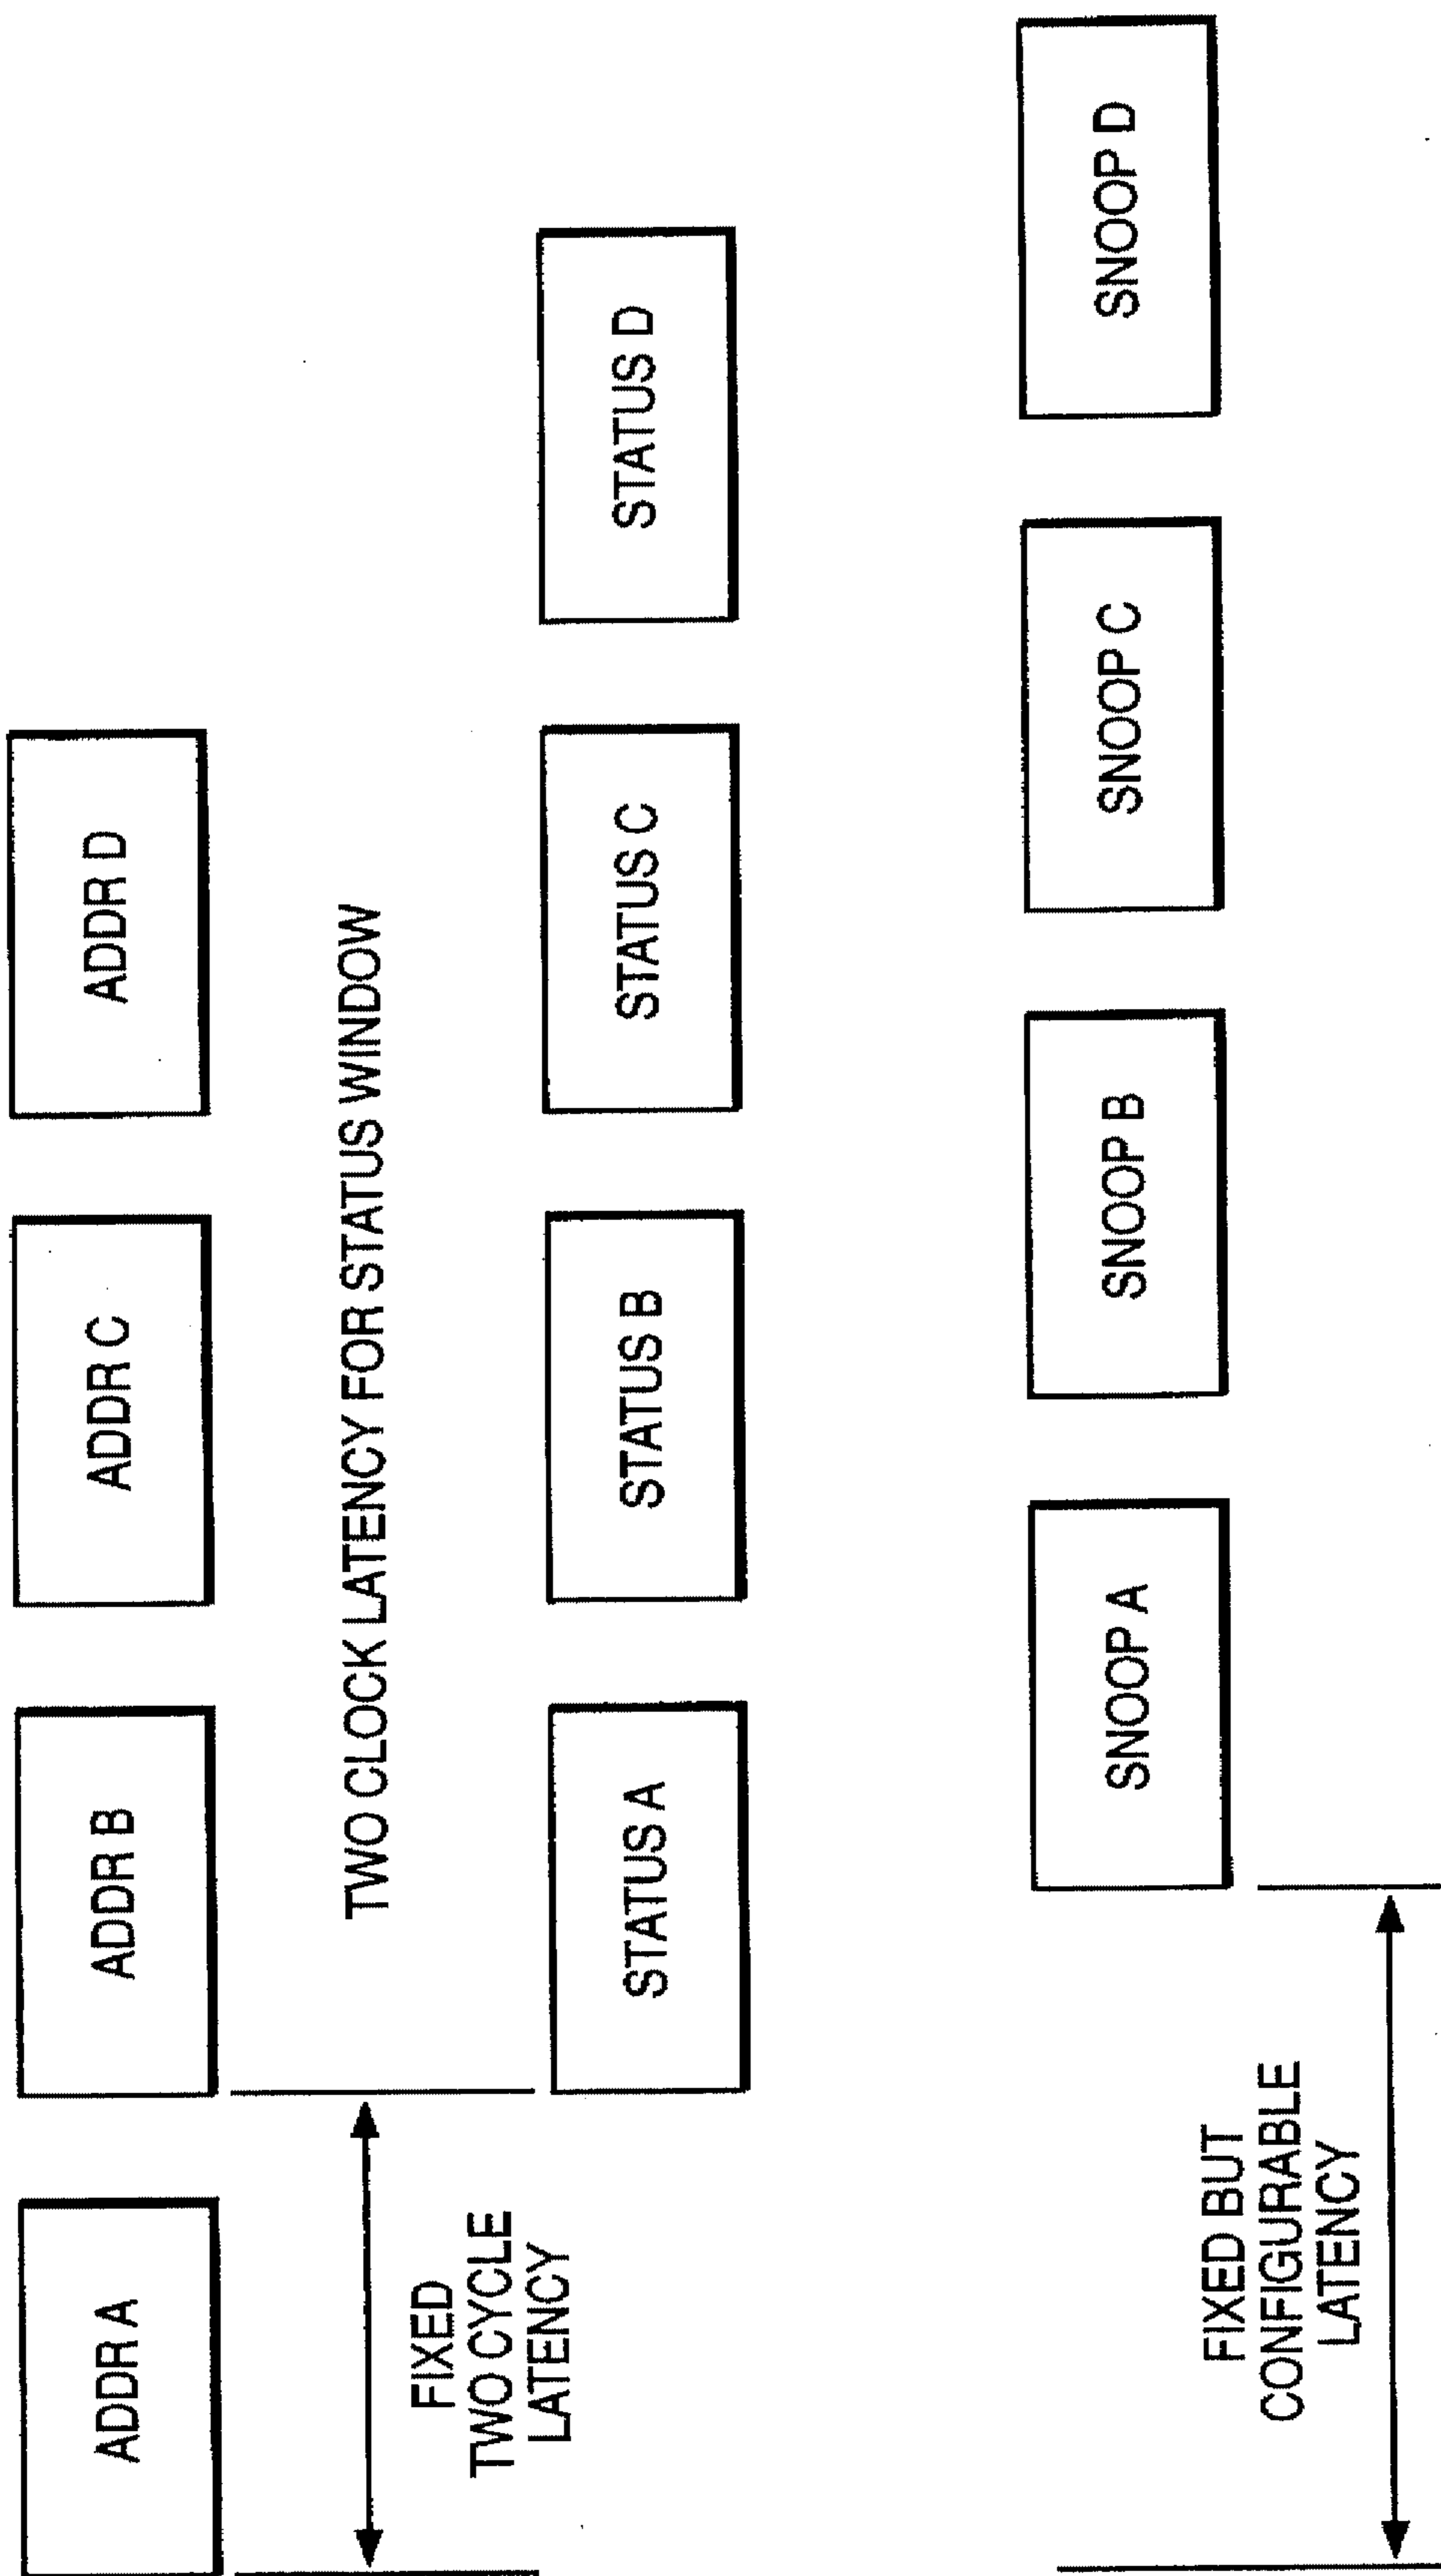 ADDR A
ADDR B
ADDR C
ADDR D
FIXED
TWO CYCLE
LATENCY
TWO CLOCK LATENCY FOR STATUS WINDOW
STATUS A
STATUS B
STATUS C
STATUS D
SNOOP A
SNOOP B
SNOOP C
SNOOP D
FIXED BUT
CONFIGURABLE
LATENCY